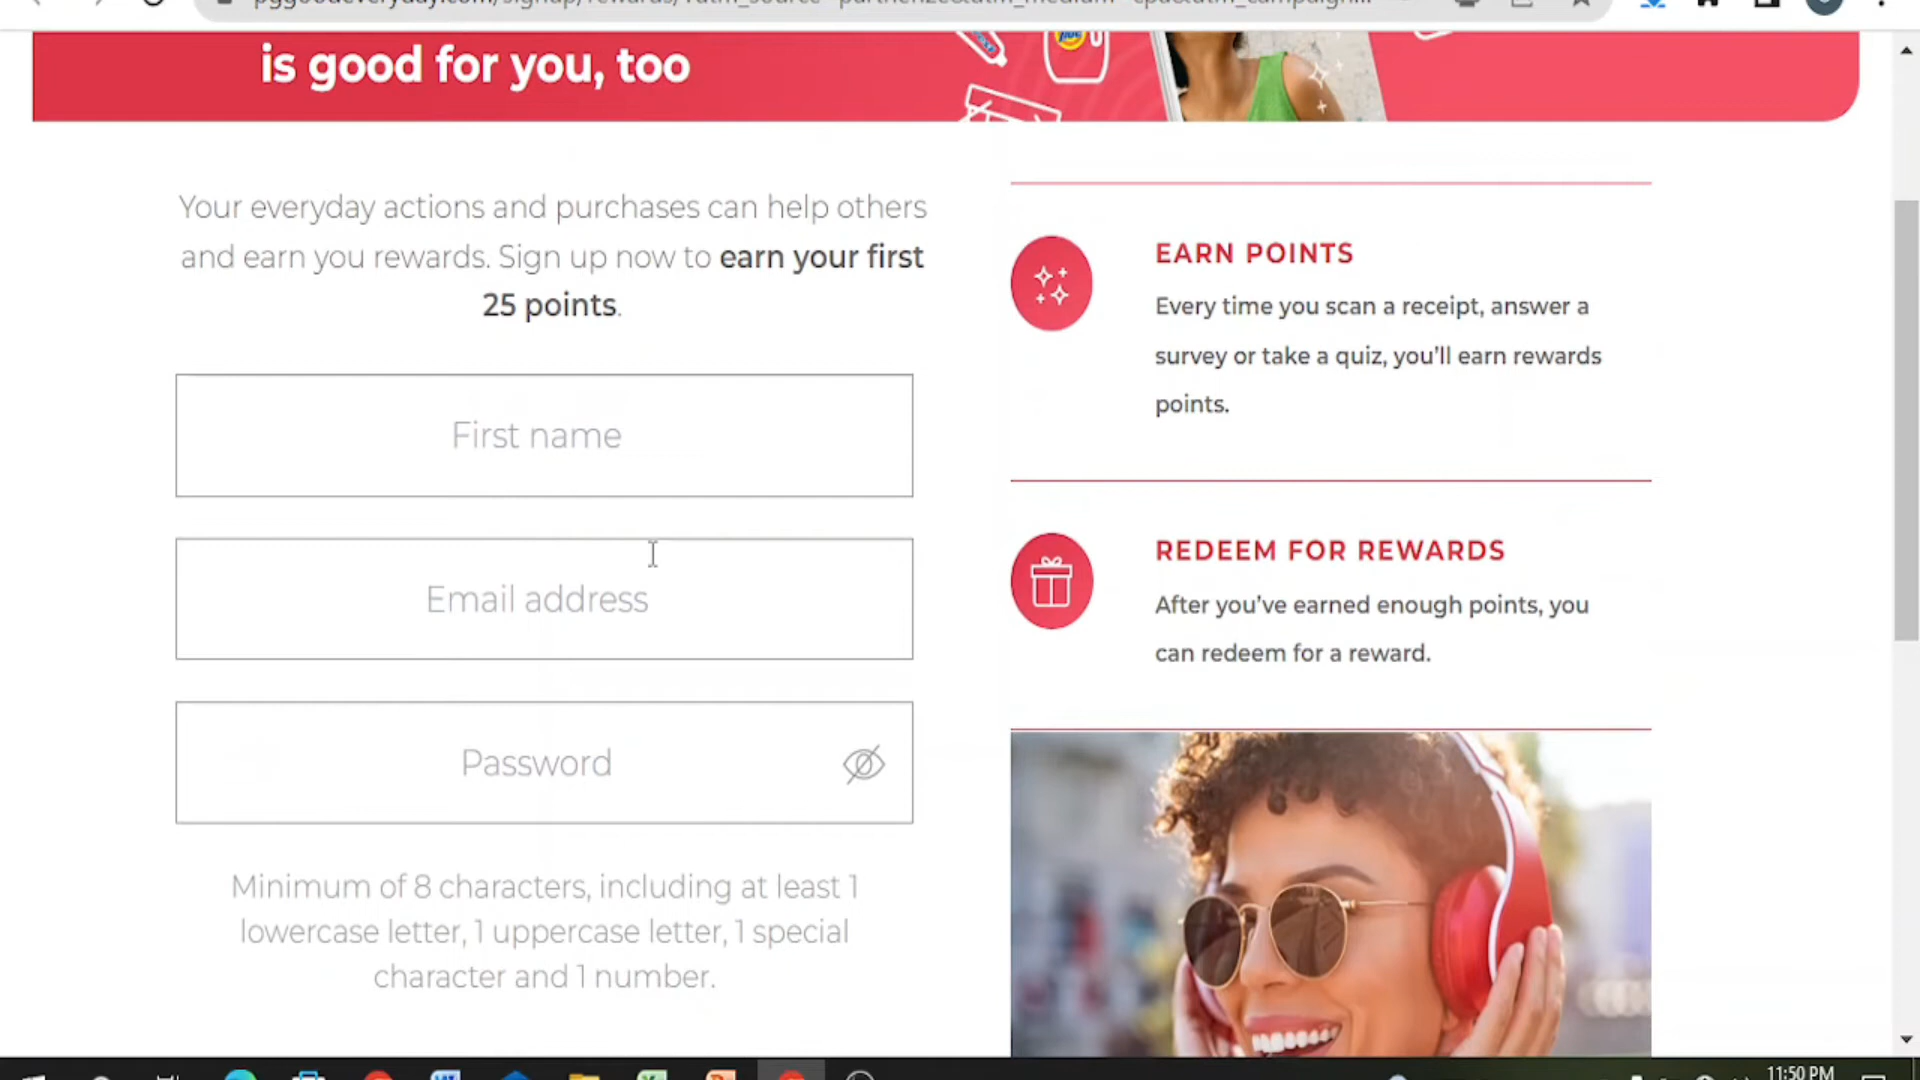 is good for you, too
Your everyday actions and purchases can help others
and earn you rewards. Sign up now to earn your first
25 points.
First name
Email address
Password
Minimum of 8 characters, including at least 1
lowercase letter, 1 uppercase letter, 1 special
character and 1 number.
EARN POINTS
Every time you scan a receipt, answer a
survey or take a quiz, you'll earn rewards
points.
REDEEM FOR REWARDS
After you've earned enough points, you
can redeem for a reward.
11:50 PM